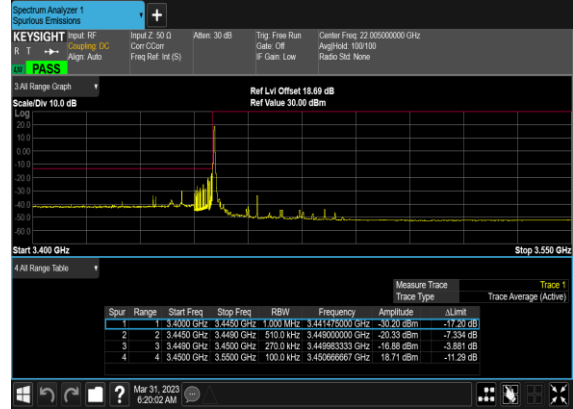 Spectrum Analyzer 1
Spurious Emissions
KEYSIGHT Input: RF Input Z: 50 Ω Atten: 30 dB Trig: Free Run Center Freq: 22.005000000 GHz
R T Coupling: DC Corr CCorr Gate: Off Avg|Hold: 100/100
Align: Auto Freq Ref: Int (S) IF Gain: Low Radio Std: None
PASS
3 All Range Graph
Ref Lvl Offset 18.69 dB
Scale/Div 10.0 dB Ref Value 30.00 dBm
Log
20.0
10.0
0.00
-10.0
-20.0
-30.0
-40.0
-50.0
-60.0
Start 3.400 GHz Stop 3.550 GHz
4 All Range Table
Measure Trace Trace 1
Trace Type Trace Average (Active)
Spur Range Start Freq Stop Freq RBW Frequency Amplitude ΔLimit
1 1 3.4000 GHz 3.4450 GHz 1.000 MHz 3.441475000 GHz -30.20 dBm -17.20 dB
2 2 3.4450 GHz 3.4490 GHz 510.0 kHz 3.449000000 GHz -20.33 dBm -7.334 dB
3 3 3.4490 GHz 3.4500 GHz 270.0 kHz 3.449983333 GHz -16.88 dBm -3.881 dB
4 4 3.4500 GHz 3.5500 GHz 100.0 kHz 3.450666667 GHz 18.71 dBm -11.29 dB
? Mar 31, 2023
6:20:02 AM